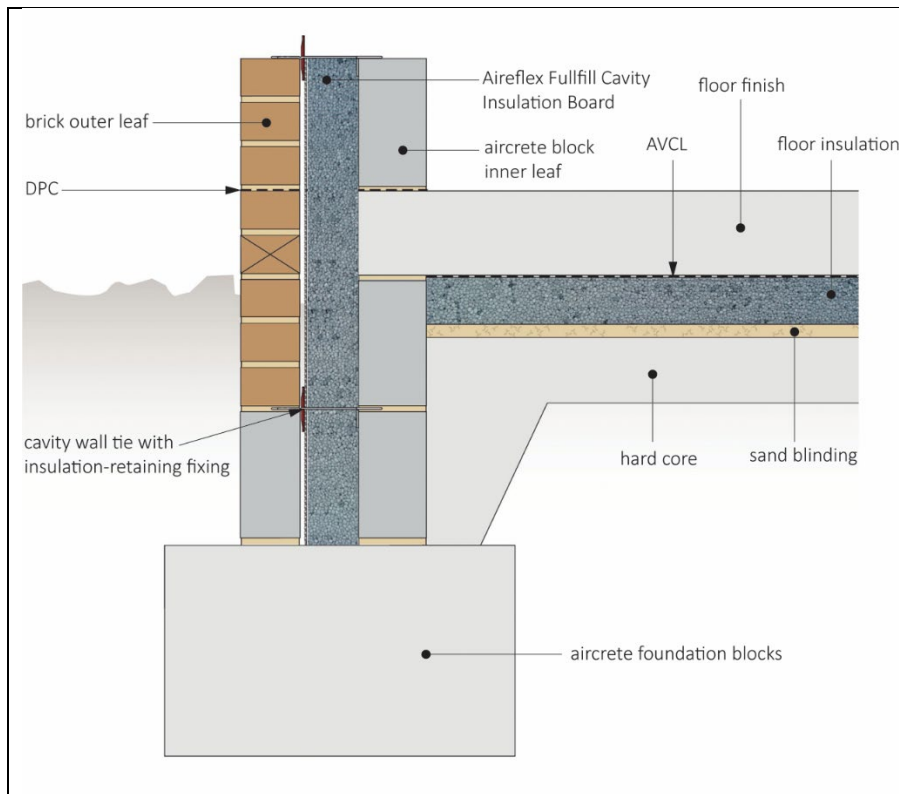 Aireflex Fullfill Cavity
Insulation Board
floor finish
brick outer leaf
aircrete block
inner leaf
AVCL
floor insulation
DPC
cavity wall tie with
insulation-retaining fixing
hard core
sand blinding
aircrete foundation blocks